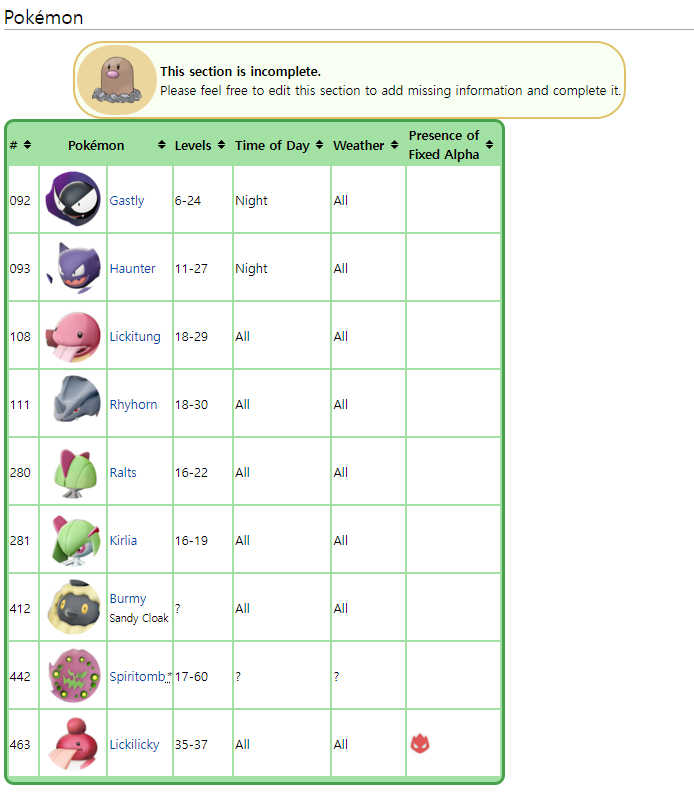 Pokémon
This section is incomplete.
Please feel free to edit this section to add missing information and complete it.
# Pokémon Levels Time of Day Weather Presence of
Fixed Alpha
092 Gastly 6-24 Night All
093 Haunter 11-27 Night All
108 Lickitung 18-29 All All
111 Rhyhorn 18-30 All All
280 Ralts 16-22 All All
281 Kirlia 16-19 All All
412 Burmy ? All All
Sandy Cloak
442 Spiritomb * 17-60 ? ?
463 Lickilicky 35-37 All All